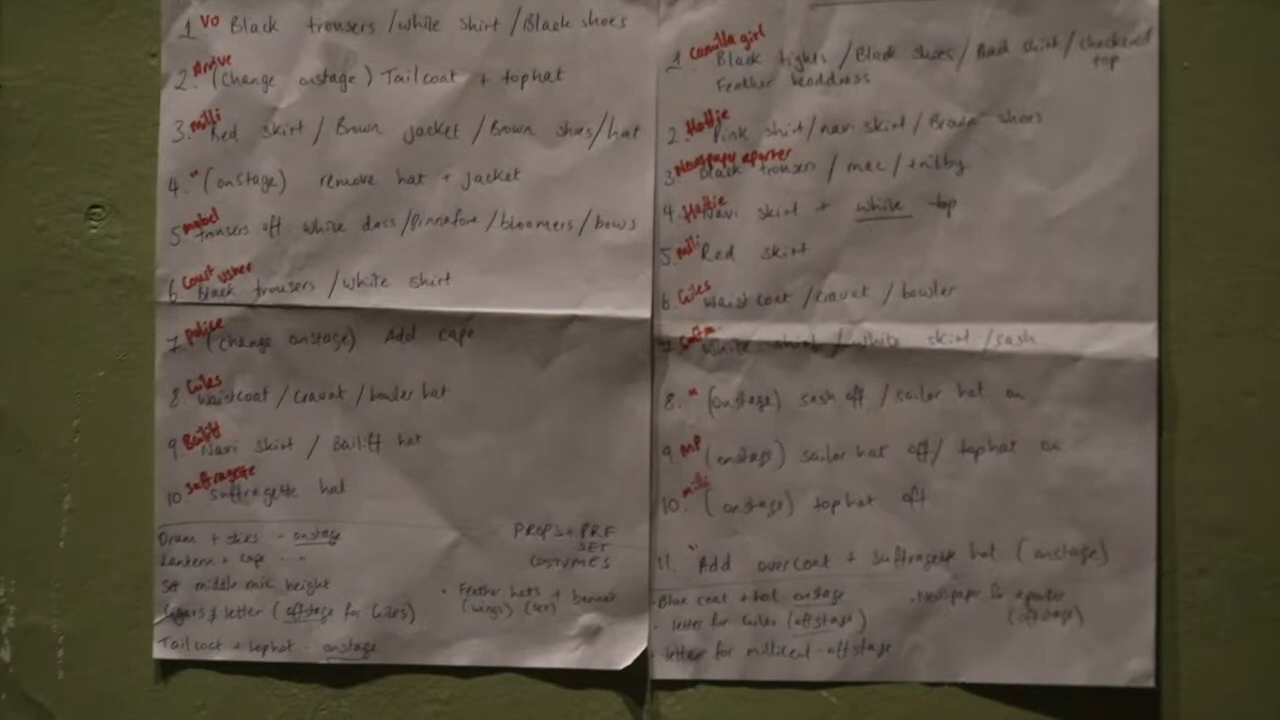 1 VO Black trousers / white shirt / Black shoes
2. Arrive (change onstage) Tailcoat + tophat
3. milli Red skirt / Brown jacket / Brown shoes / hat
4. " (onstage) remove hat + jacket
5. mabel trousers off white dress / Pinnefore / bloomers / bows
6. Court usher Black trousers / white shirt
7. Police (change onstage) Add cape
8. Giles Waistcoat / cravat / bowler hat
9. Bailiff Navi skirt / Bailiff hat
10. Suffragette suffragette hat
Drum + sticks - onstage
Lantern + cape - " "
Set middle mic height
Cigars & letter (offstage for Giles)
Tailcoat + tophat - onstage
PROPS + PRE
SET
COSTUMES
• Feather hats + banner
(wings) (set)
1. Camilla girl Black tights / Black shoes / skirt / checkered
top
Feather headdress
2. Hattie Pink shirt / navi skirt / Brown shoes
3. Newspaper Black trousers / mac / trilby
4. Hattie Navi skirt + white top
5. milli Red skirt
6. Giles Waistcoat / cravat / bowler
7. White shirt / white skirt / sash
8. " (onstage) sash off / sailor hat on
9. MP (onstage) sailor hat off / tophat on
10. milli (onstage) tophat off
11. " Add overcoat + suffragette hat (onstage)
• Blue coat + hat onstage
• letter for Giles (offstage)
• letter for millicent - offstage
• Newspaper
(offstage)